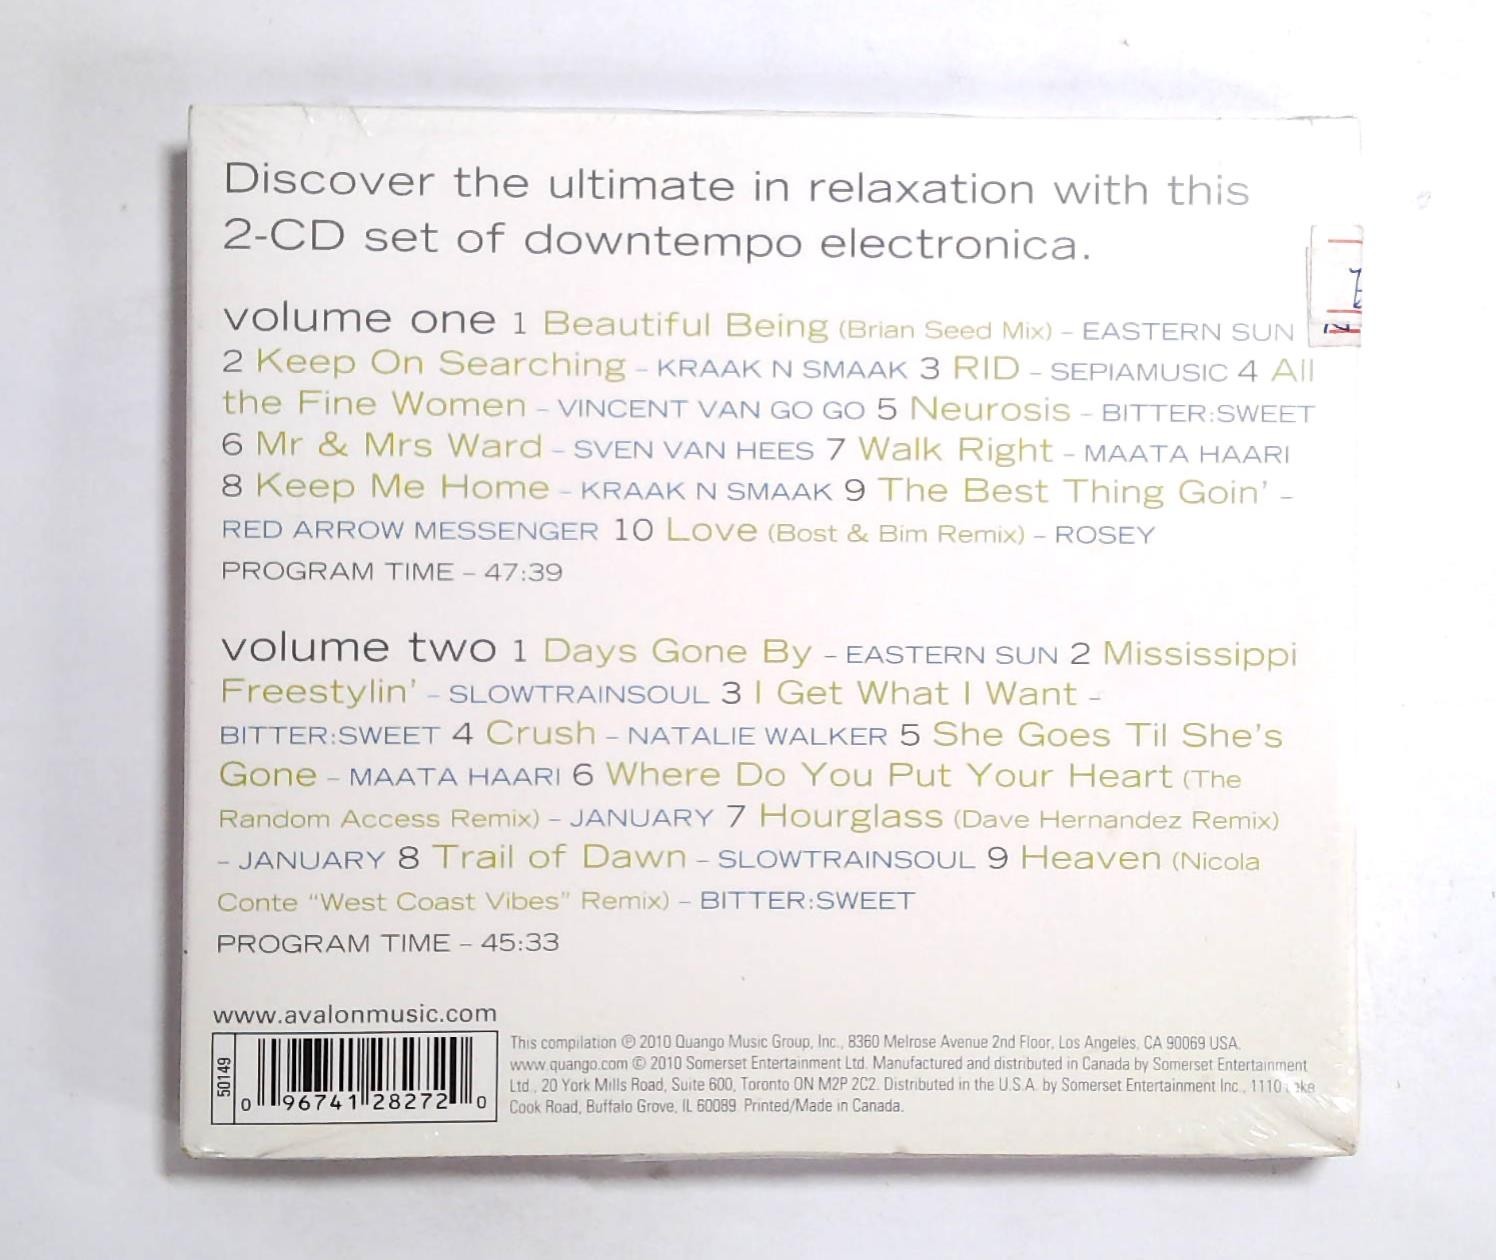 Discover the ultimate in relaxation with this
2-CD set of downtempo electronica.
volume one 1 Beautiful Being (Brian Seed Mix) – EASTERN SUN
2 Keep On Searching – KRAAK N SMAAK 3 RID – SEPIAMUSIC 4 All
the Fine Women – VINCENT VAN GO GO 5 Neurosis – BITTER:SWEET
6 Mr & Mrs Ward – SVEN VAN HEES 7 Walk Right – MAATA HAARI
8 Keep Me Home – KRAAK N SMAAK 9 The Best Thing Goin' –
RED ARROW MESSENGER 10 Love (Bost & Bim Remix) – ROSEY
PROGRAM TIME – 47:39
volume two 1 Days Gone By – EASTERN SUN 2 Mississippi
Freestylin' – SLOWTRAINSOUL 3 I Get What I Want –
BITTER:SWEET 4 Crush – NATALIE WALKER 5 She Goes Til She's
Gone – MAATA HAARI 6 Where Do You Put Your Heart (The
Random Access Remix) – JANUARY 7 Hourglass (Dave Hernandez Remix)
– JANUARY 8 Trail of Dawn – SLOWTRAINSOUL 9 Heaven (Nicola
Conte "West Coast Vibes" Remix) – BITTER:SWEET
PROGRAM TIME – 45:33
www.avalonmusic.com
50149
0 96741 28272 0
This compilation ℗ 2010 Quango Music Group, Inc., 8360 Melrose Avenue 2nd Floor, Los Angeles, CA 90069 USA.
www.quango.com © 2010 Somerset Entertainment Ltd. Manufactured and distributed in Canada by Somerset Entertainment
Ltd., 20 York Mills Road, Suite 600, Toronto ON M2P 2C2. Distributed in the U.S.A. by Somerset Entertainment Inc., 1110 Lake
Cook Road, Buffalo Grove, IL 60089. Printed/Made in Canada.